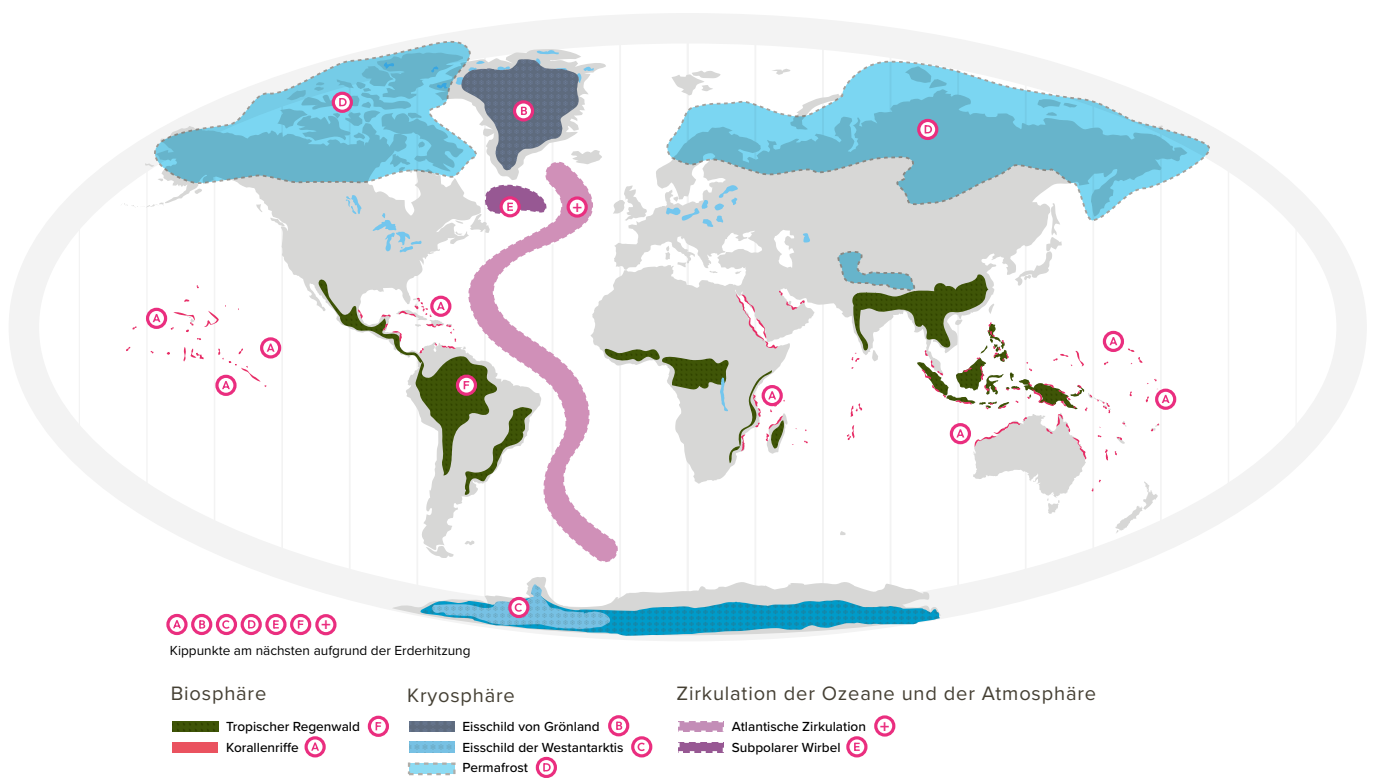 D
B
D
E
+
A
A
A
A
A
F
A
A
A
A
C
A B C D E F +
Kippunkte am nächsten aufgrund der Erderhitzung
Biosphäre
Tropischer Regenwald F
Korallenriffe A
Kryosphäre
Eisschild von Grönland B
Eisschild der Westantarktis C
Permafrost D
Zirkulation der Ozeane und der Atmosphäre
Atlantische Zirkulation +
Subpolarer Wirbel E